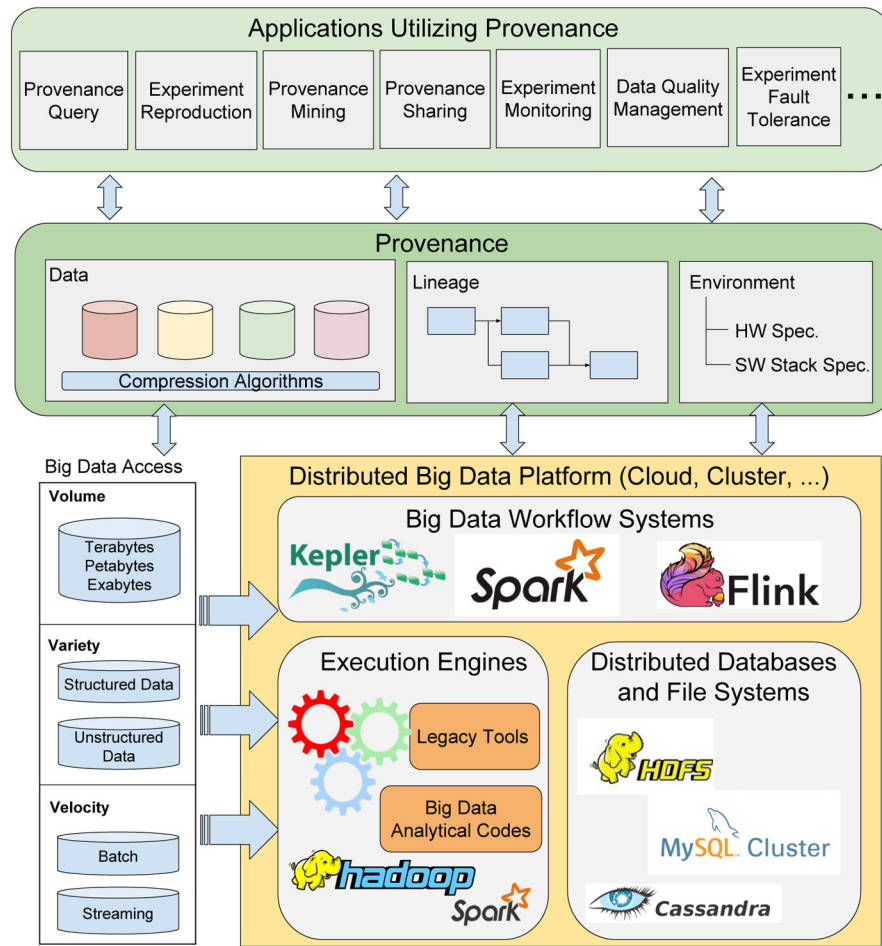 Applications Utilizing Provenance
Provenance
Query
Experiment
Reproduction
Provenance
Mining
Provenance
Sharing
Experiment
Monitoring
Data Quality
Management
Experiment
Fault
Tolerance
...
Provenance
Data
Compression Algorithms
Lineage
Environment
HW Spec.
SW Stack Spec.
Big Data Access
Volume
Terabytes
Petabytes
Exabytes
Variety
Structured Data
Unstructured
Data
Velocity
Batch
Streaming
Distributed Big Data Platform (Cloud, Cluster, ...)
Big Data Workflow Systems
Kepler
Spark
Flink
Execution Engines
Legacy Tools
Big Data
Analytical Codes
hadoop
Spark
Distributed Databases
and File Systems
HDFS
MySQL Cluster
Cassandra